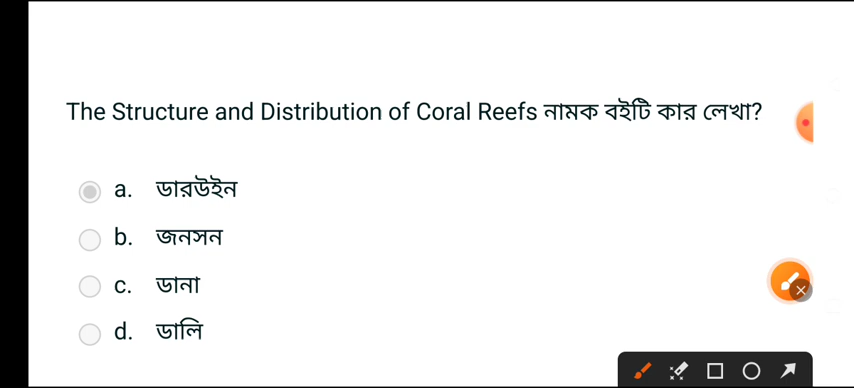 The Structure and Distribution of Coral Reefs নামক বইটি কার লেখা?
a. ডারউইন
b. জনসন
c. ডানা
d. ডালি